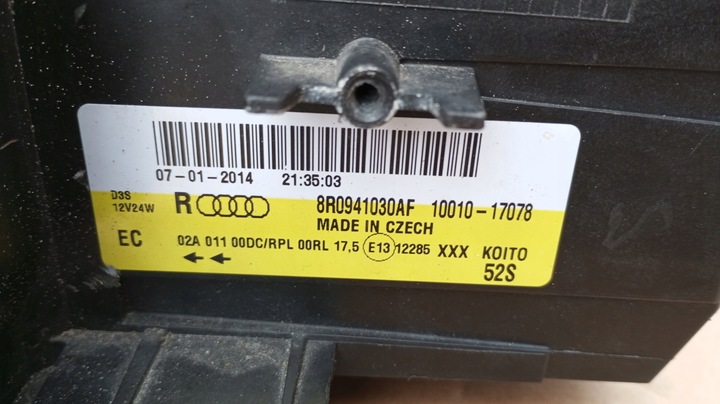 07-01-2014 21:35:03
D3S
12V24W
R 8R0941030AF 10010-17078
MADE IN CZECH
EC 02A 011 00DC/RPL 00RL 17,5 E13 12285 XXX KOITO
52S